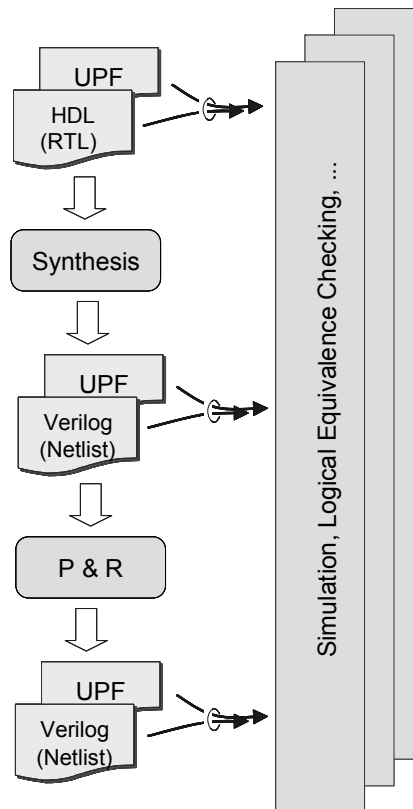 UPF
HDL
(RTL)
Synthesis
UPF
Verilog
(Netlist)
P & R
UPF
Verilog
(Netlist)
Simulation, Logical Equivalence Checking, ...